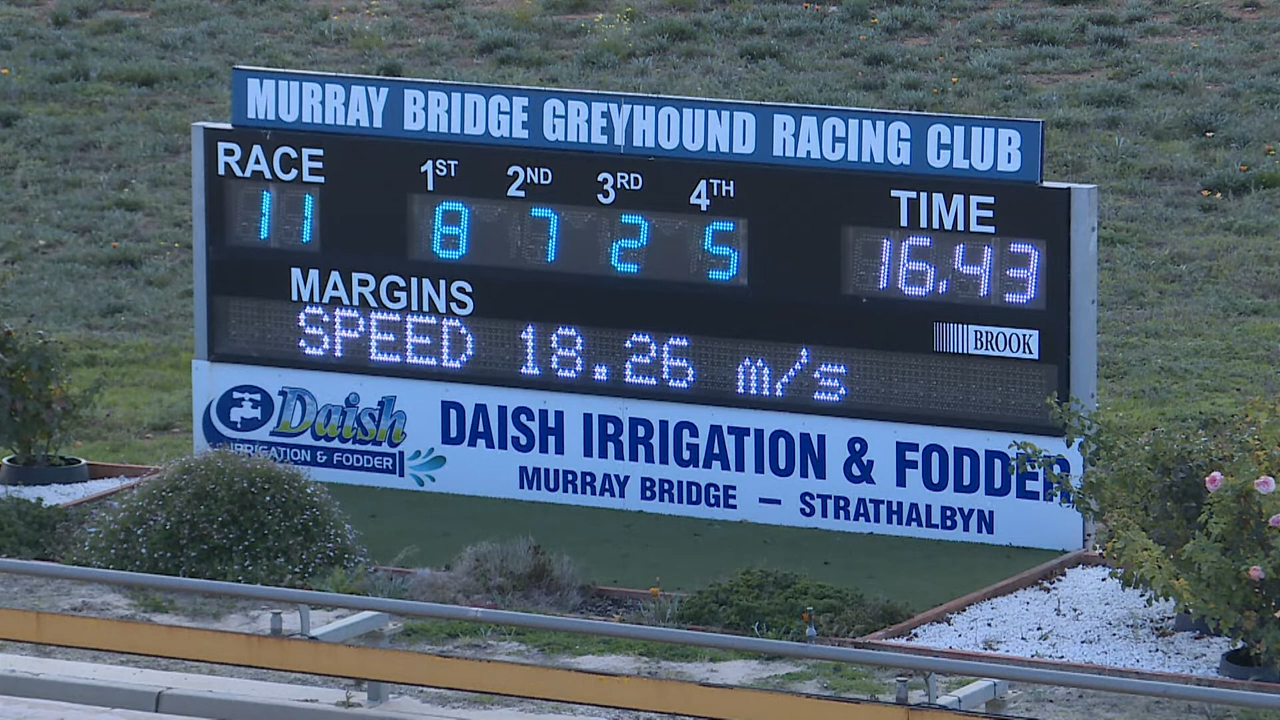 MURRAY BRIDGE GREYHOUND RACING CLUB
RACE 1ST 2ND 3RD 4TH TIME
11 8 7 2 5 16.43
MARGINS
BROOK
SPEED 18.26 m/s
Daish
IRRIGATION & FODDER
DAISH IRRIGATION & FODDER
MURRAY BRIDGE – STRATHALBYN